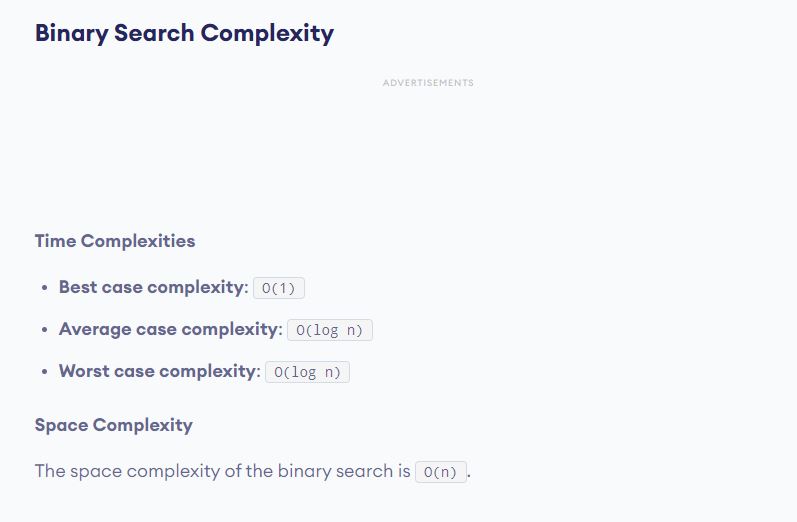 Binary Search Complexity
ADVERTISEMENTS
Time Complexities
• Best case complexity: O(1)
• Average case complexity: O(log n)
• Worst case complexity: O(log n)
Space Complexity
The space complexity of the binary search is O(n).